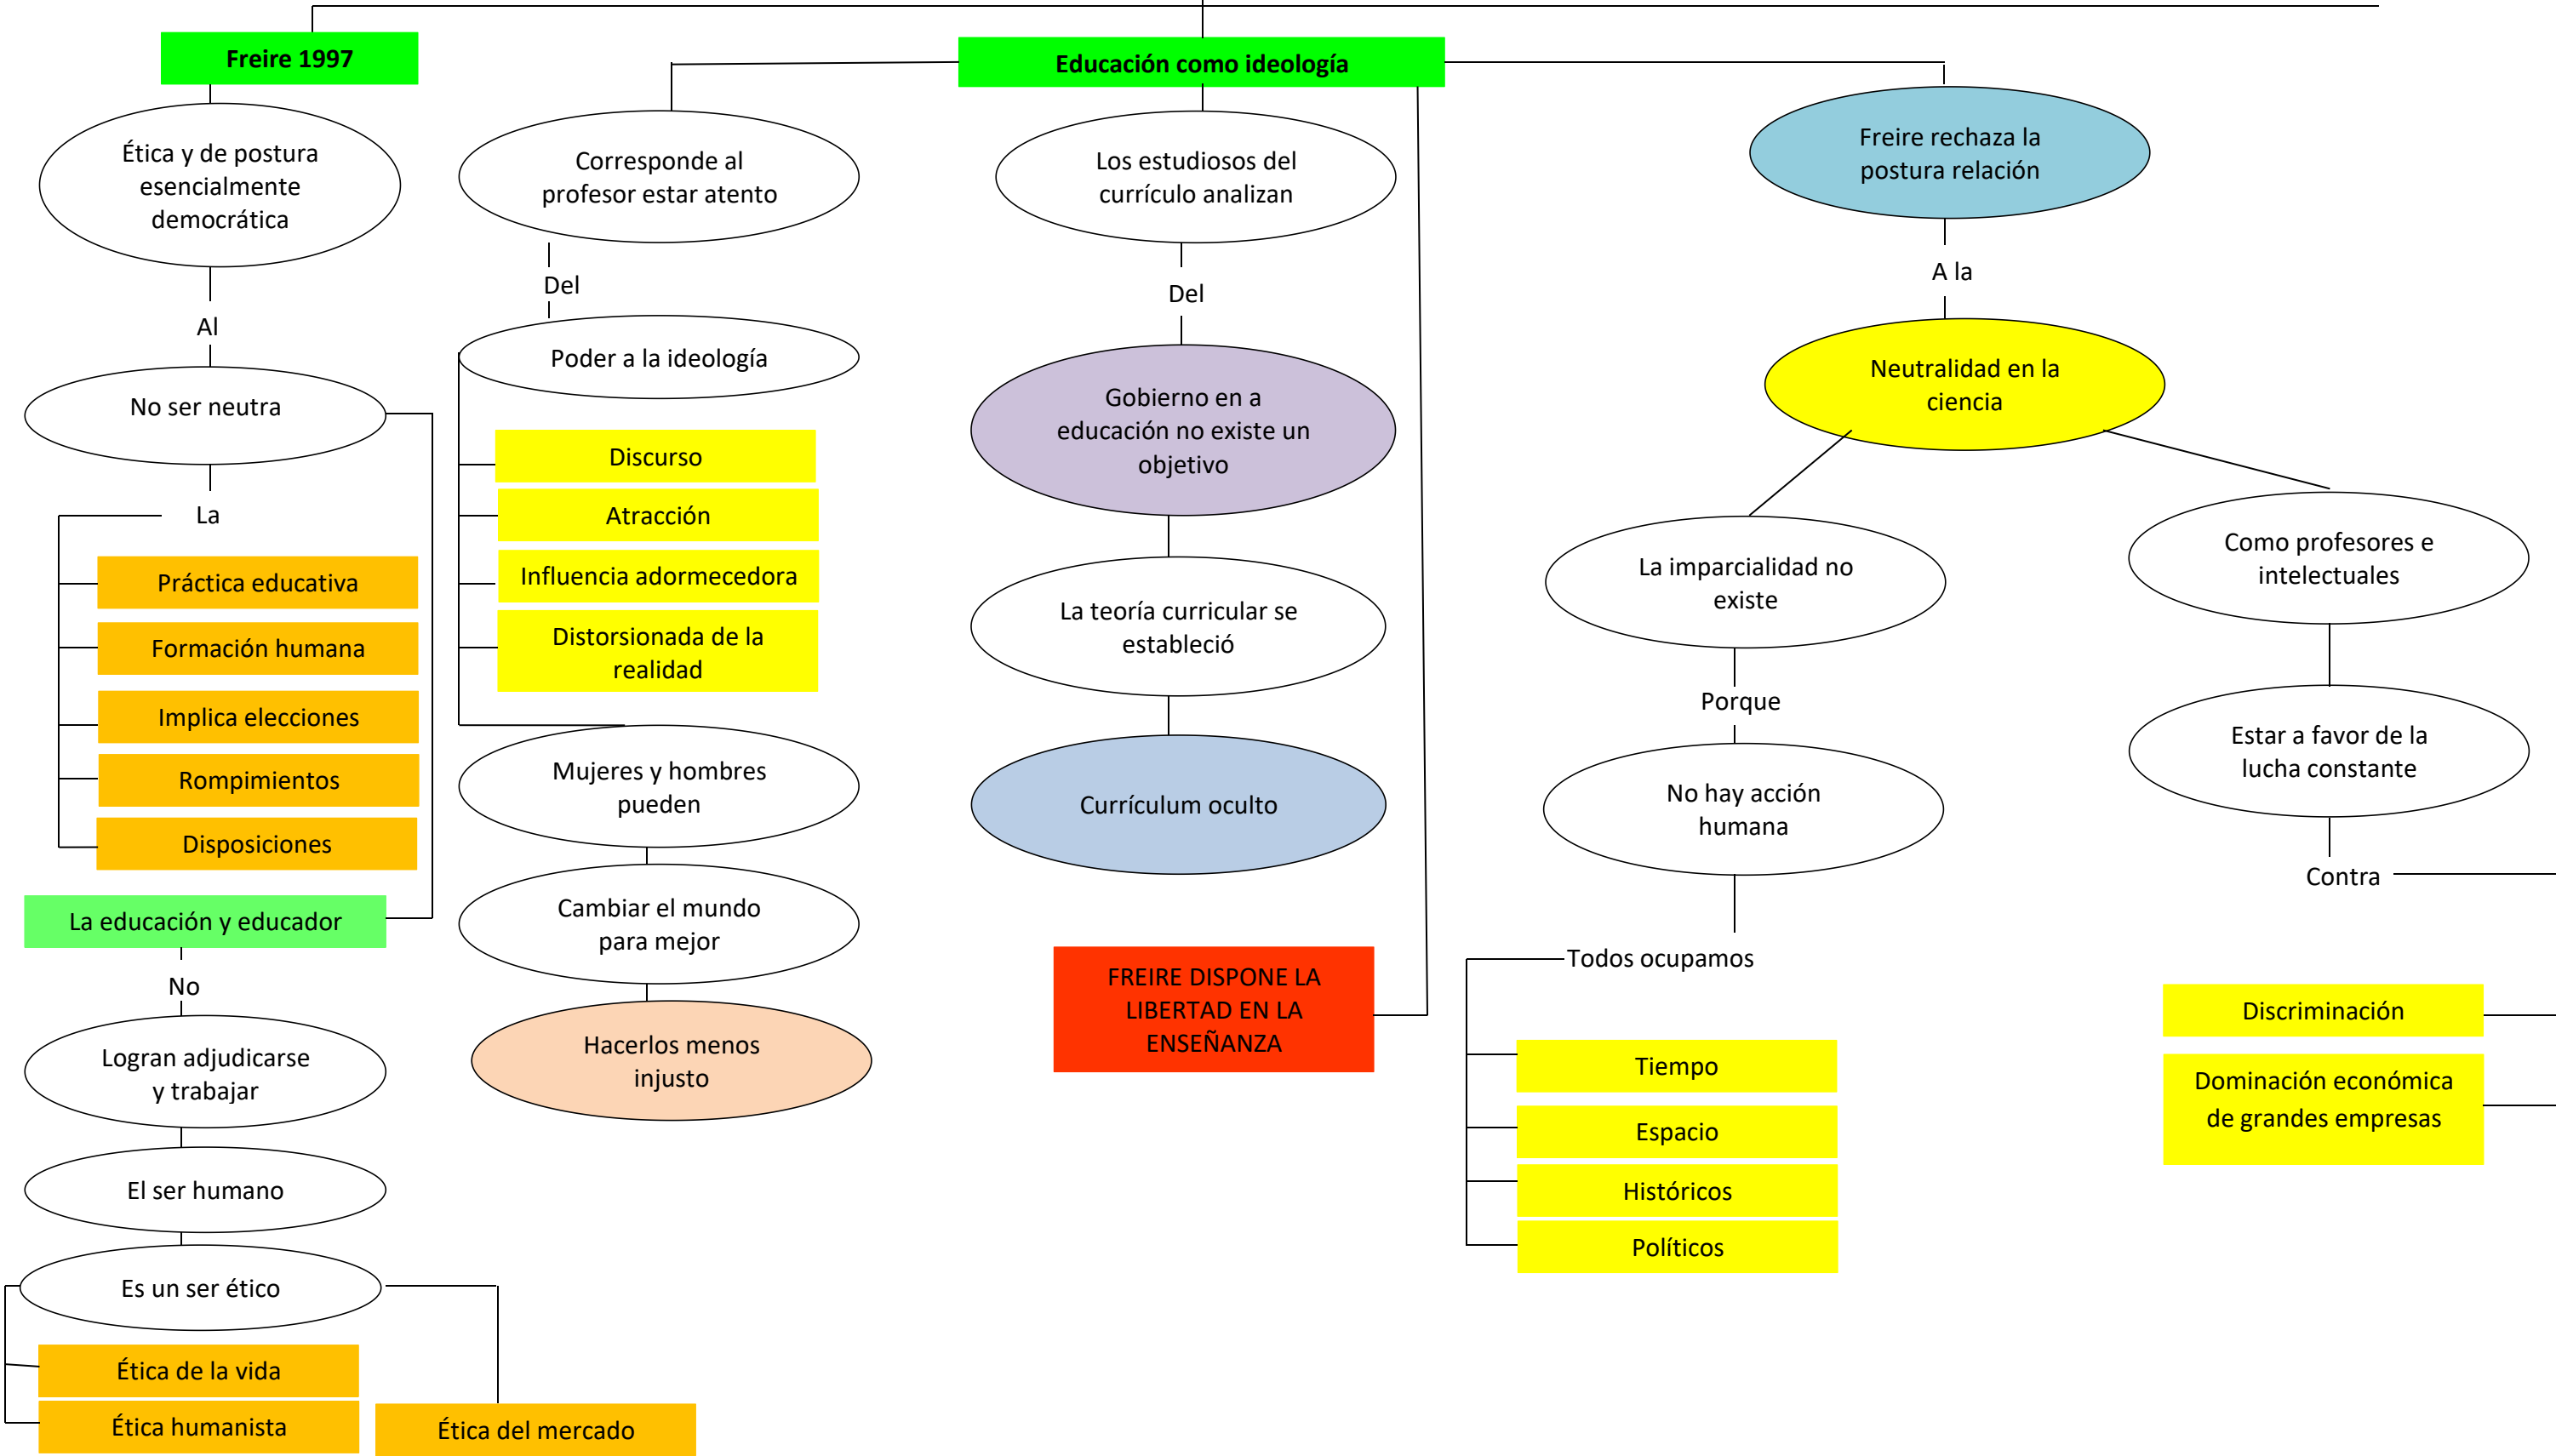 Freire 1997
Ética y de postura
esencialmente
democrática
Al
No ser neutra
La
Práctica educativa
Formación humana
Implica elecciones
Rompimientos
Disposiciones
La educación y educador
No
Logran adjudicarse
y trabajar
El ser humano
Es un ser ético
Ética de la vida
Ética humanista
Ética del mercado
Educación como ideología
Corresponde al
profesor estar atento
Del
Poder a la ideología
Discurso
Atracción
Influencia adormecedora
Distorsionada de la
realidad
Mujeres y hombres
pueden
Cambiar el mundo
para mejor
Hacerlos menos
injusto
Los estudiosos del
currículo analizan
Del
Gobierno en a
educación no existe un
objetivo
La teoría curricular se
estableció
Currículum oculto
FREIRE DISPONE LA
LIBERTAD EN LA
ENSEÑANZA
Freire rechaza la
postura relación
A la
Neutralidad en la
ciencia
La imparcialidad no
existe
Porque
No hay acción
humana
Todos ocupamos
Tiempo
Espacio
Históricos
Políticos
Como profesores e
intelectuales
Estar a favor de la
lucha constante
Contra
Discriminación
Dominación económica
de grandes empresas